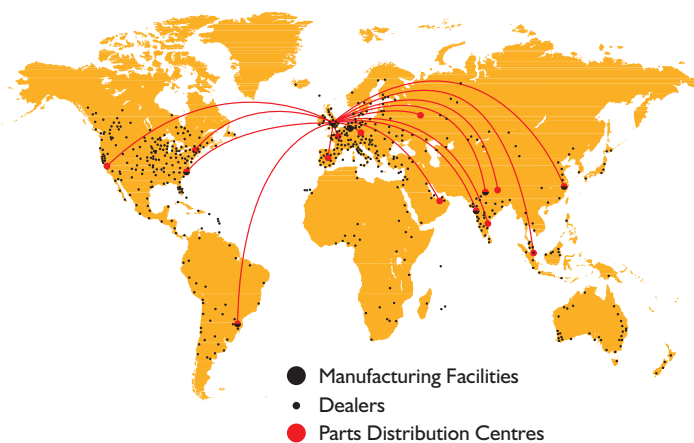 Manufacturing Facilities
Dealers
Parts Distribution Centres